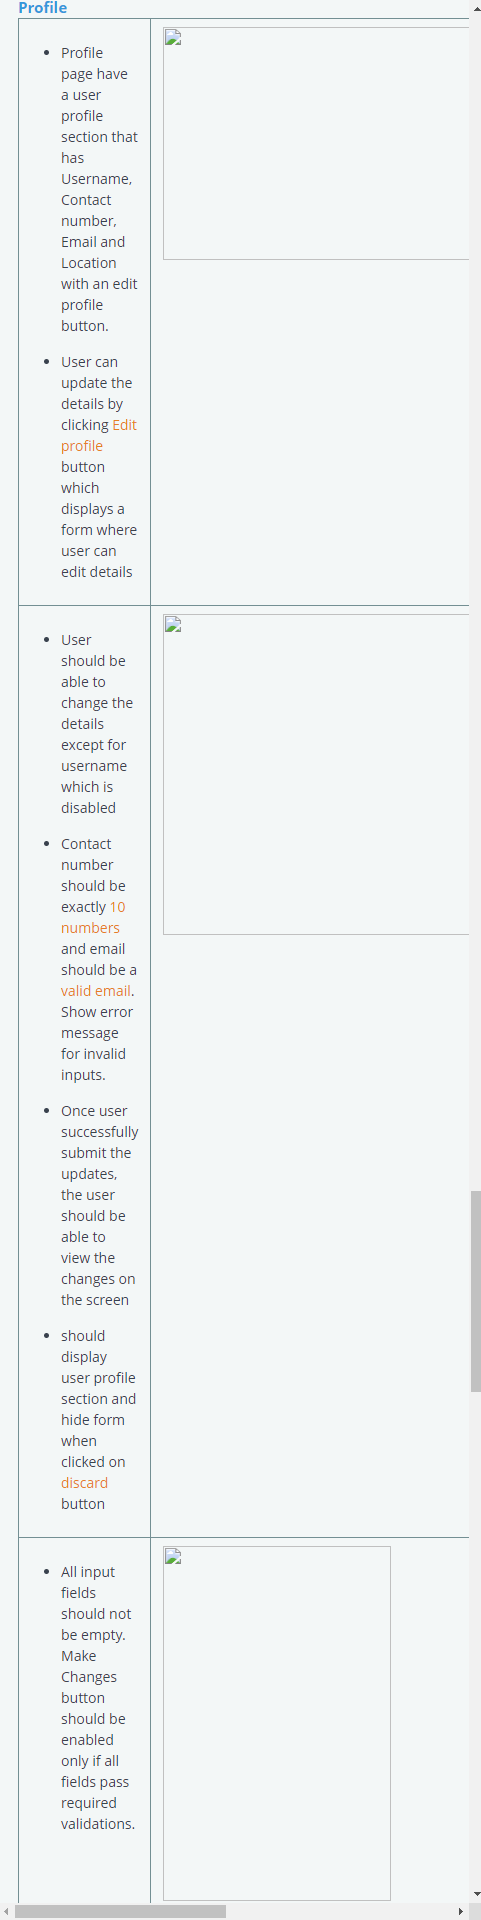 Profile
Profile
page have
a user
profile
section that
has
Username,
Contact
number,
Email and
Location
with an edit
profile
button.
User can
update the
details by
clicking Edit
profile
button
which
displays a
form where
user can
edit details
User
should be
able to
change the
details
except for
username
which is
disabled
Contact
number
should be
exactly 10
numbers
and email
should be a
valid email.
Show error
message
for invalid
inputs.
Once user
successfully
submit the
updates,
the user
should be
able to
view the
changes on
the screen
should
display
user profile
section and
hide form
when
clicked on
discard
button
All input
fields
should not
be empty.
Make
Changes
button
should be
enabled
only if all
fields pass
required
validations.